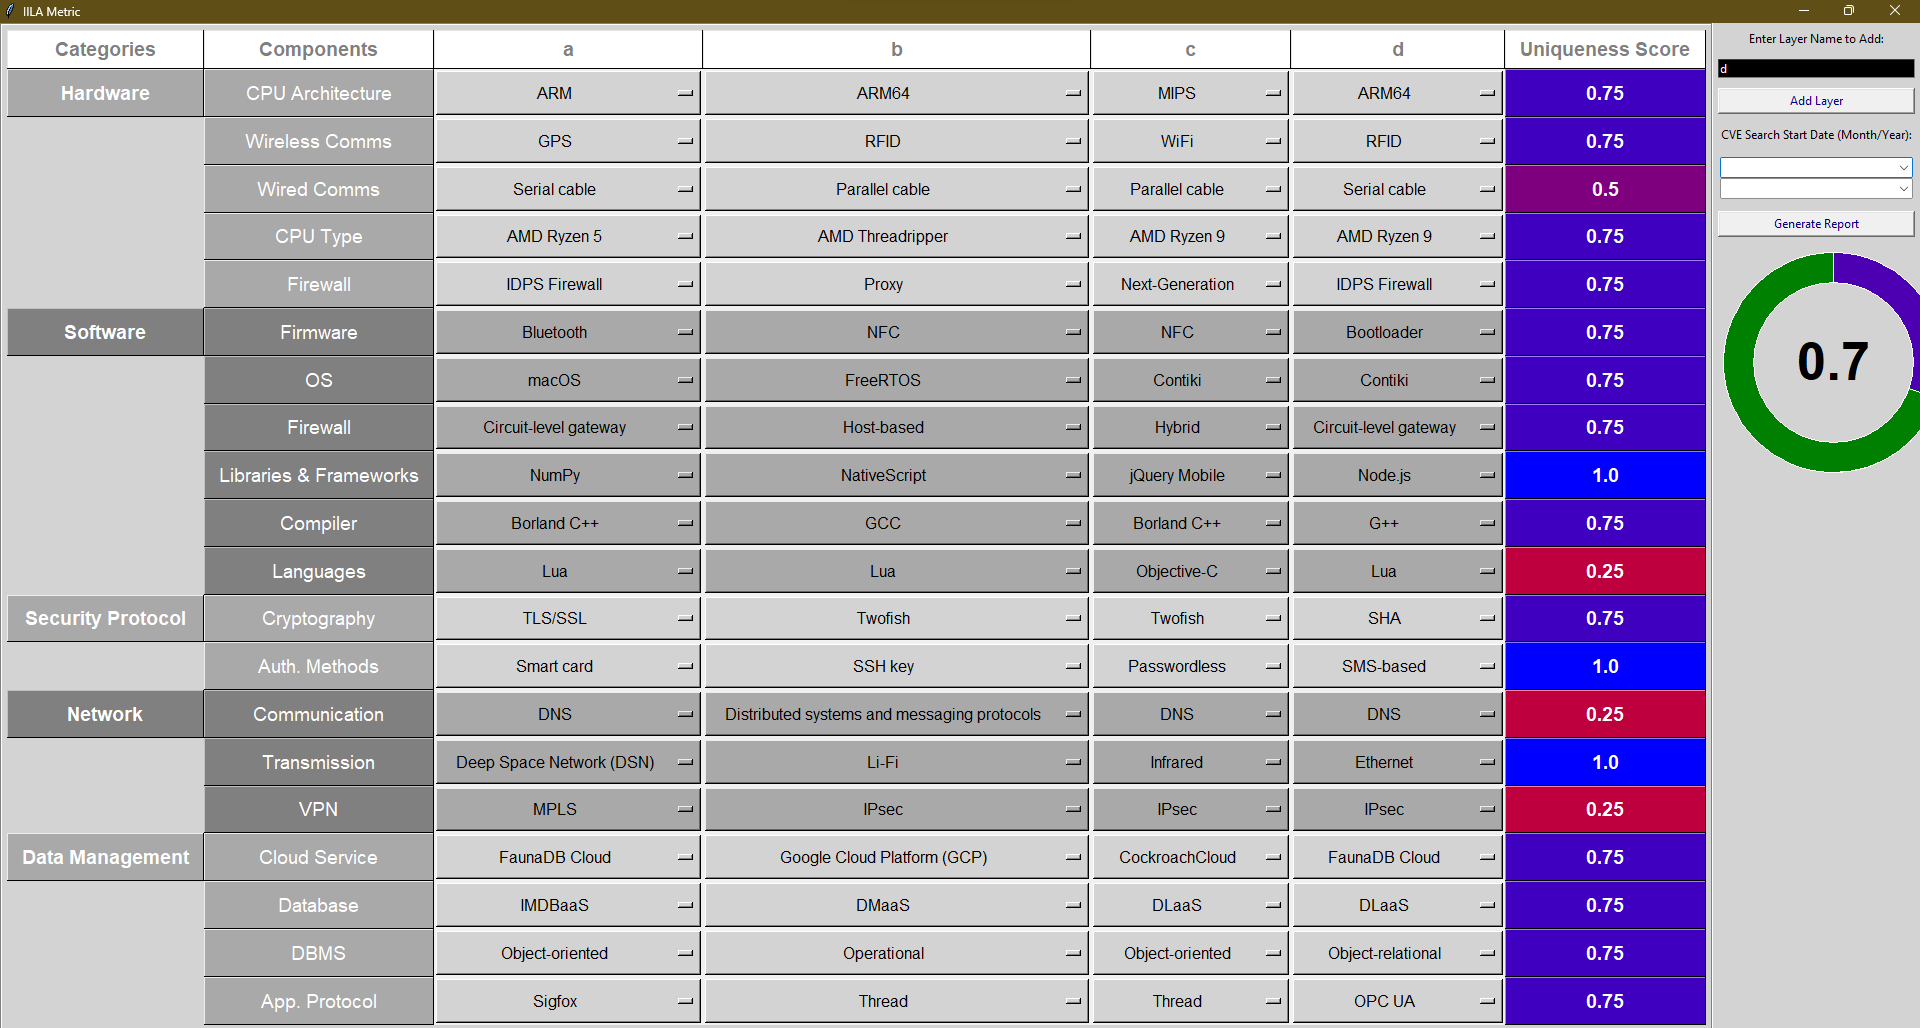 IILA Metric
Categories Components a b c d Uniqueness Score
Hardware CPU Architecture ARM ARM64 MIPS ARM64 0.75
Wireless Comms GPS RFID WiFi RFID 0.75
Wired Comms Serial cable Parallel cable Parallel cable Serial cable 0.5
CPU Type AMD Ryzen 5 AMD Threadripper AMD Ryzen 9 AMD Ryzen 9 0.75
Firewall IDPS Firewall Proxy Next-Generation IDPS Firewall 0.75
Software Firmware Bluetooth NFC NFC Bootloader 0.75
OS macOS FreeRTOS Contiki Contiki 0.75
Firewall Circuit-level gateway Host-based Hybrid Circuit-level gateway 0.75
Libraries & Frameworks NumPy NativeScript jQuery Mobile Node.js 1.0
Compiler Borland C++ GCC Borland C++ G++ 0.75
Languages Lua Lua Objective-C Lua 0.25
Security Protocol Cryptography TLS/SSL Twofish Twofish SHA 0.75
Auth. Methods Smart card SSH key Passwordless SMS-based 1.0
Network Communication DNS Distributed systems and messaging protocols DNS DNS 0.25
Transmission Deep Space Network (DSN) Li-Fi Infrared Ethernet 1.0
VPN MPLS IPsec IPsec IPsec 0.25
Data Management Cloud Service FaunaDB Cloud Google Cloud Platform (GCP) CockroachCloud FaunaDB Cloud 0.75
Database IMDBaaS DMaaS DLaaS DLaaS 0.75
DBMS Object-oriented Operational Object-oriented Object-relational 0.75
App. Protocol Sigfox Thread Thread OPC UA 0.75
Enter Layer Name to Add:
d
Add Layer
CVE Search Start Date (Month/Year):
Generate Report
0.7